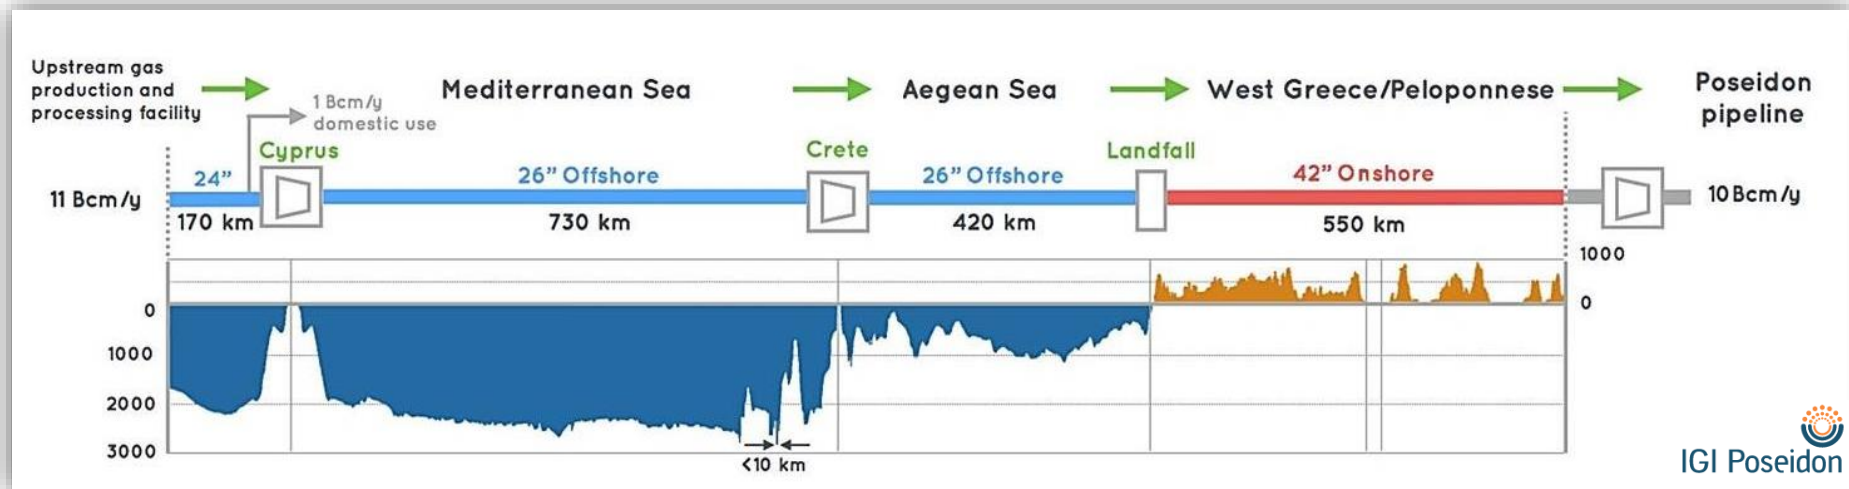 Upstream gas
production and
processing facility
Mediterranean Sea
Aegean Sea
West Greece/Peloponnese
Poseidon
pipeline
1 Bcm/y
domestic use
Cyprus
Crete
Landfall
11 Bcm/y
24”
26” Offshore
26” Offshore
42” Onshore
10 Bcm/y
170 km
730 km
420 km
550 km
1000
0
0
1000
2000
3000
<10 km
IGI Poseidon